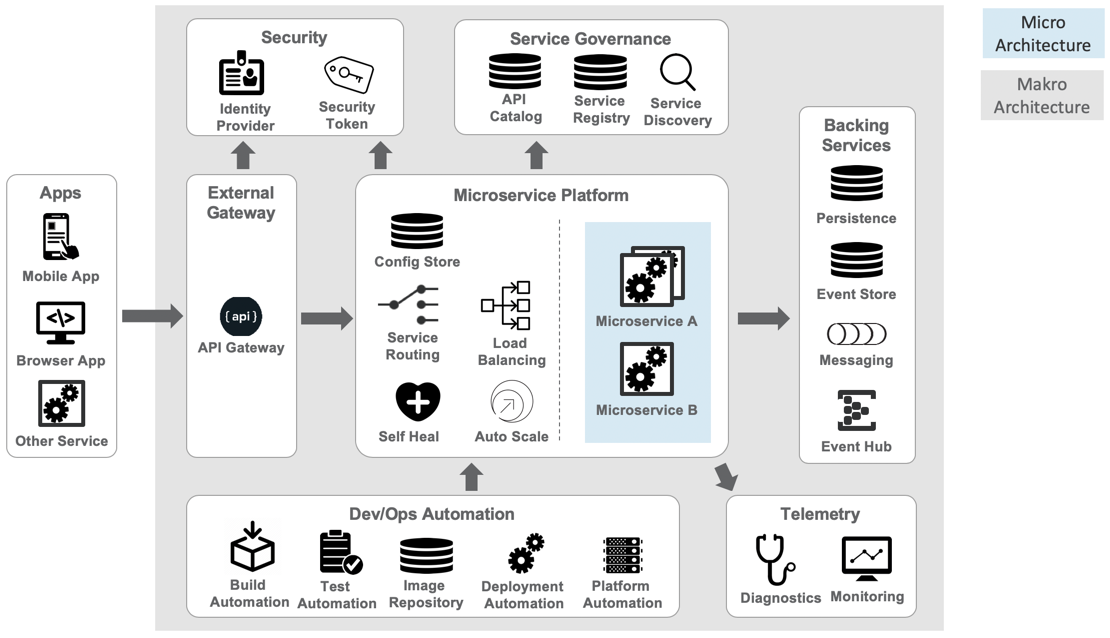 Security
Identity
Provider
Security
Token
Service Governance
API
Catalog
Service
Registry
Service
Discovery
Micro
Architecture
Makro
Architecture
Apps
Mobile App
</>
Browser App
Other Service
External
Gateway
{api}
API Gateway
Microservice Platform
Config Store
Service
Routing
Load
Balancing
Self Heal
Auto Scale
Microservice A
Microservice B
Backing
Services
Persistence
Event Store
Messaging
Event Hub
Dev/Ops Automation
Build
Automation
Test
Automation
Image
Repository
Deployment
Automation
Platform
Automation
Telemetry
Diagnostics
Monitoring